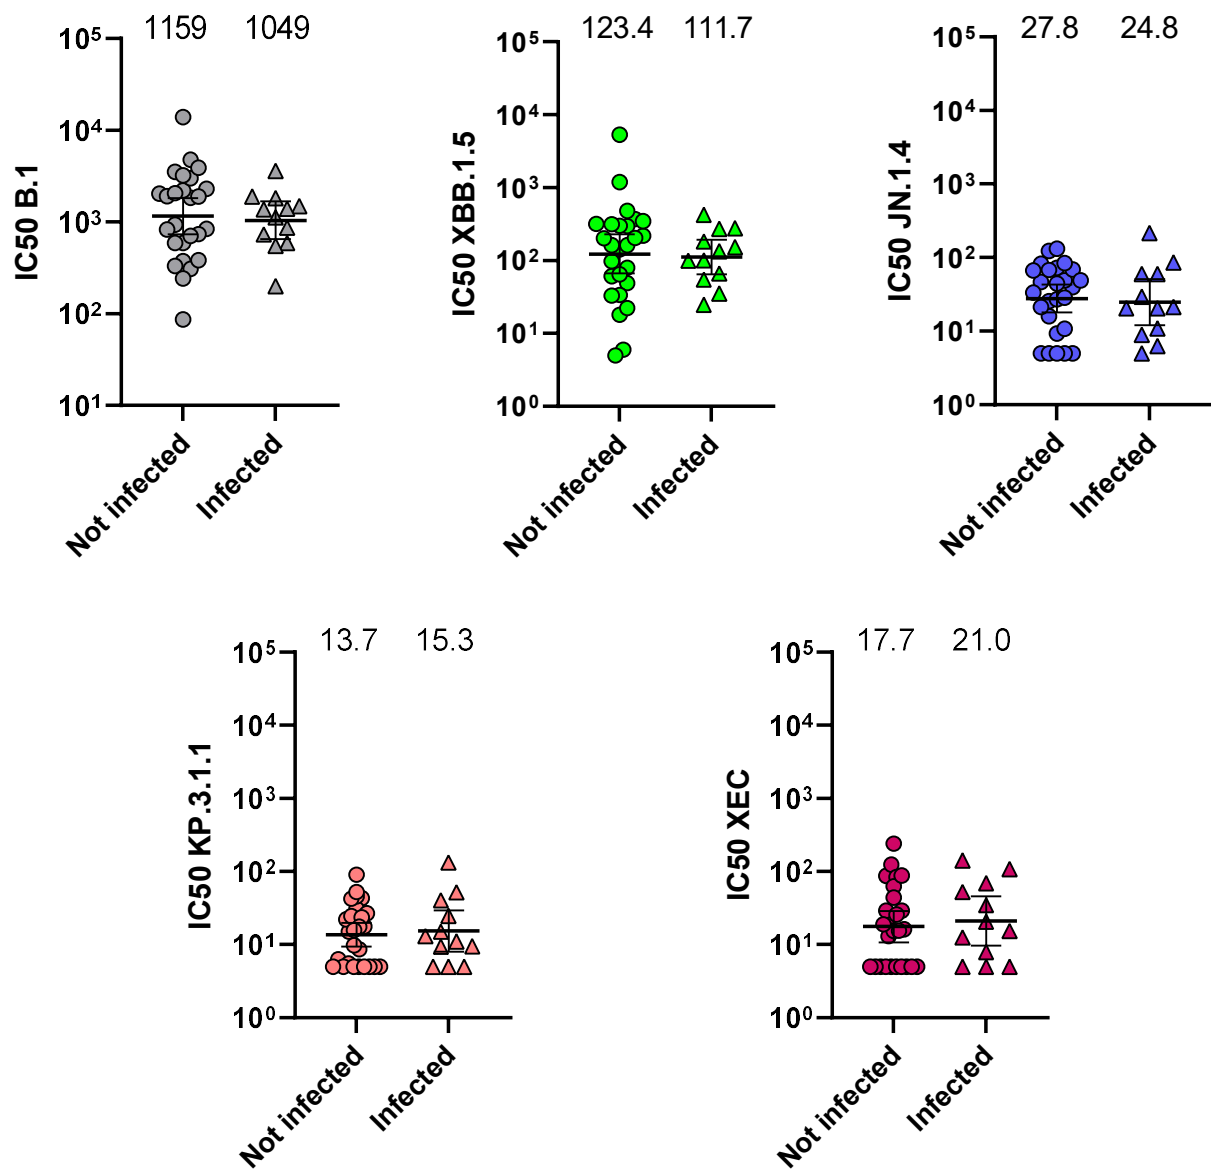 1159 1049
IC50 B.1
10⁵
10⁴
10³
10²
10¹
Not infected
Infected
123.4 111.7
IC50 XBB.1.5
10⁵
10⁴
10³
10²
10¹
10⁰
Not infected
Infected
27.8 24.8
IC50 JN.1.4
10⁵
10⁴
10³
10²
10¹
10⁰
Not infected
Infected
13.7 15.3
IC50 KP.3.1.1
10⁵
10⁴
10³
10²
10¹
10⁰
Not infected
Infected
17.7 21.0
IC50 XEC
10⁵
10⁴
10³
10²
10¹
10⁰
Not infected
Infected